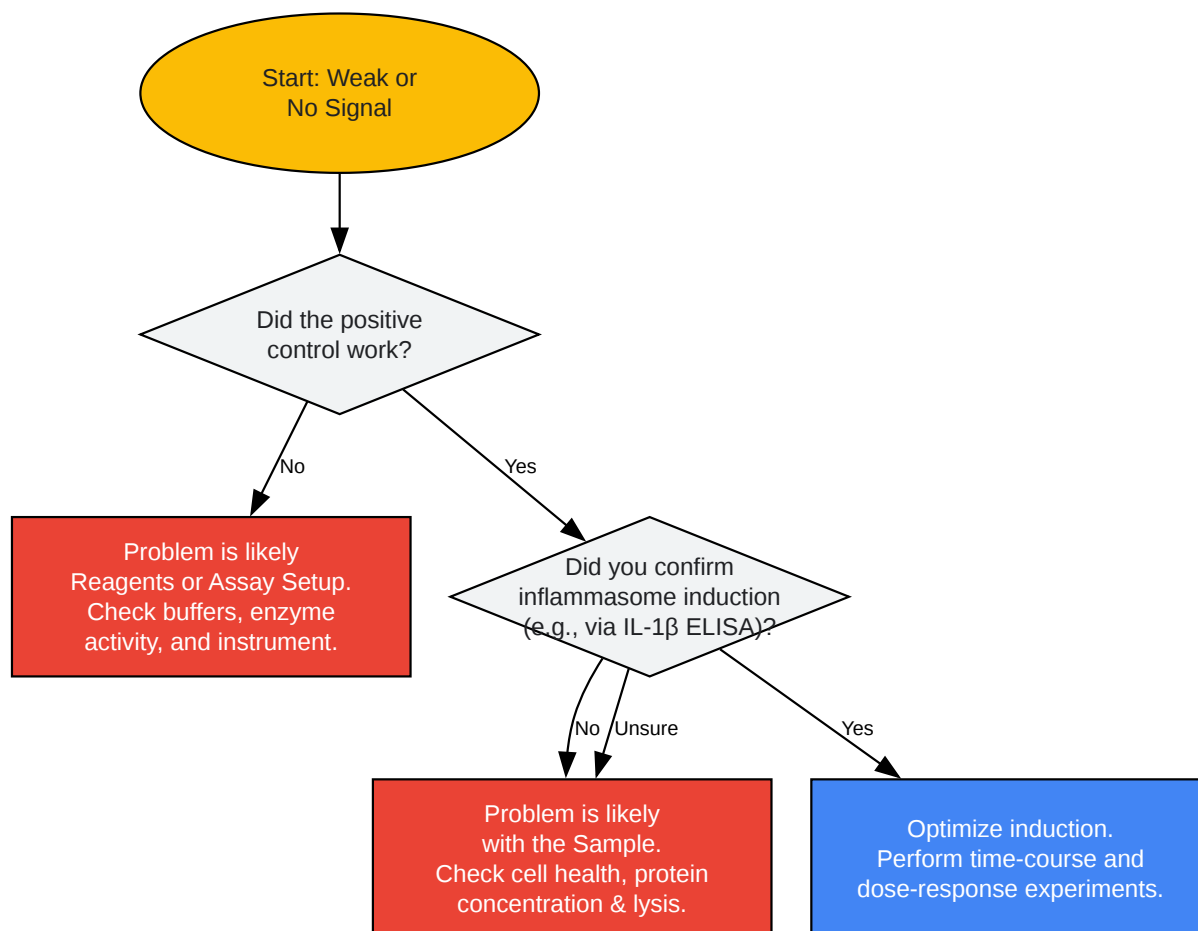 Start: Weak or
No Signal
Did the positive
control work?
No
Yes
Problem is likely
Reagents or Assay Setup.
Check buffers, enzyme
activity, and instrument.
Did you confirm
inflammasome induction
(e.g., via IL-1β ELISA)?
No
Unsure
Yes
Problem is likely
with the Sample.
Check cell health, protein
concentration & lysis.
Optimize induction.
Perform time-course and
dose-response experiments.